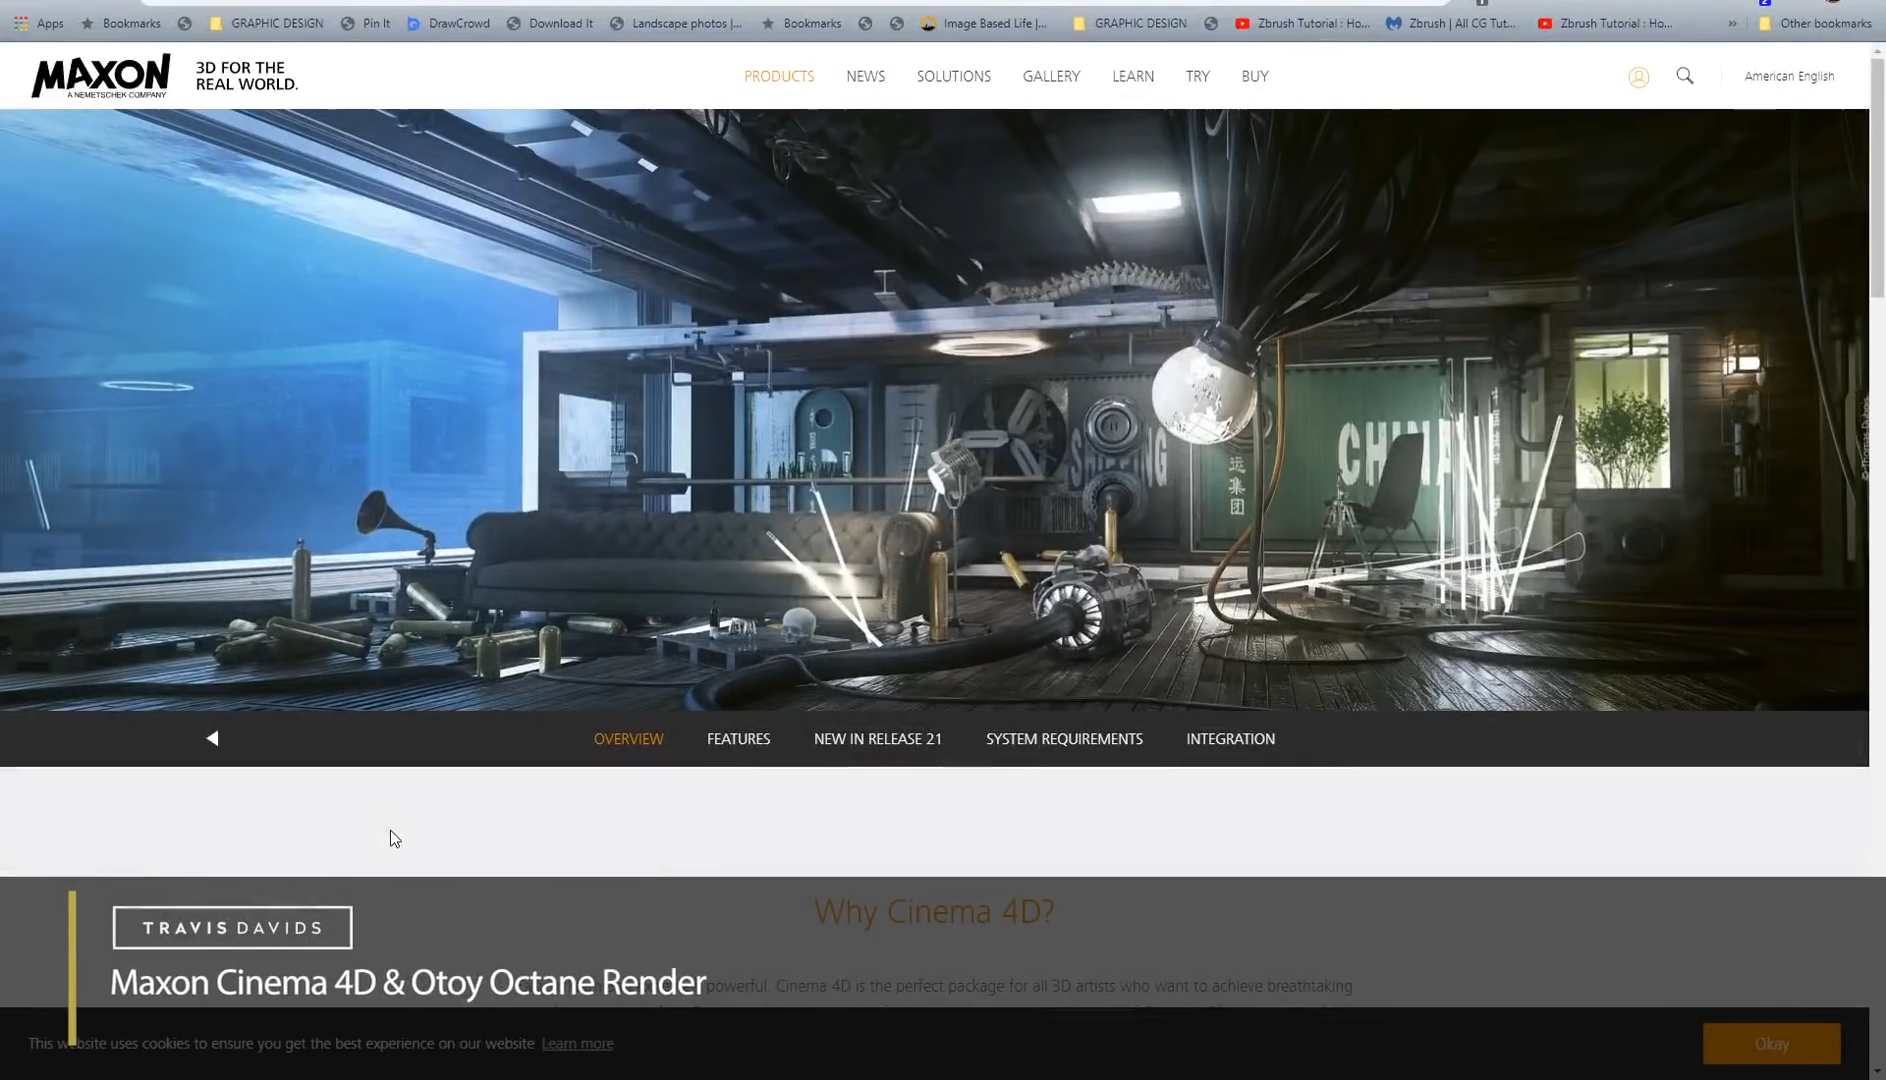 Apps Bookmarks GRAPHIC DESIGN Pin It DrawCrowd Download It Landscape photos |... Bookmarks Image Based Life |... GRAPHIC DESIGN Zbrush Tutorial : Ho... Zbrush | All CG Tut... Zbrush Tutorial : Ho... » Other bookmarks
MAXON
A NEMETSCHEK COMPANY
3D FOR THE
REAL WORLD.
PRODUCTS NEWS SOLUTIONS GALLERY LEARN TRY BUY
American English
SHIPPING
CHINA
运集团
OVERVIEW FEATURES NEW IN RELEASE 21 SYSTEM REQUIREMENTS INTEGRATION
Why Cinema 4D?
TRAVIS DAVIDS
Maxon Cinema 4D & Otoy Octane Render
powerful. Cinema 4D is the perfect package for all 3D artists who want to achieve breathtaking
This website uses cookies to ensure you get the best experience on our website Learn more
Okay